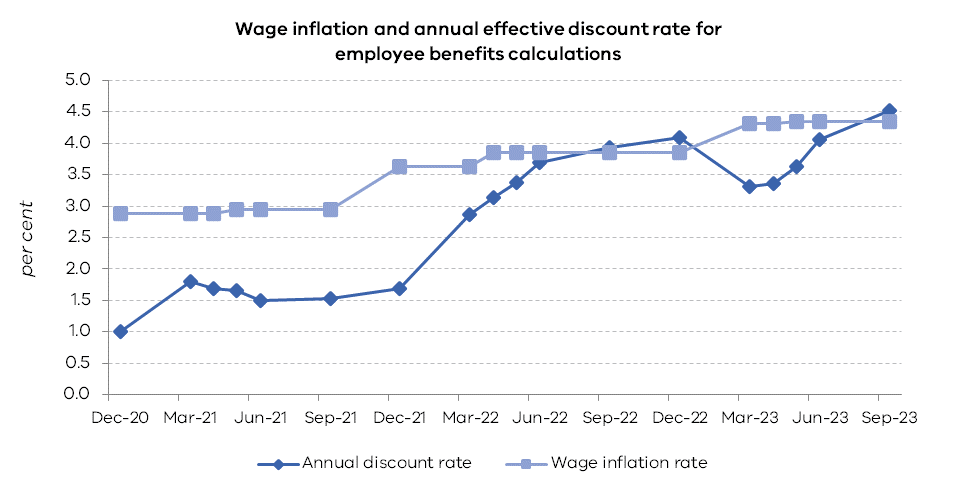 Wage inflation and annual effective discount rate for
employee benefits calculations
5.0
4.5
4.0
3.5
3.0
2.5
2.0
1.5
1.0
0.5
0.0
per cent
Dec-20 Mar-21 Jun-21 Sep-21 Dec-21 Mar-22 Jun-22 Sep-22 Dec-22 Mar-23 Jun-23 Sep-23
Annual discount rate Wage inflation rate